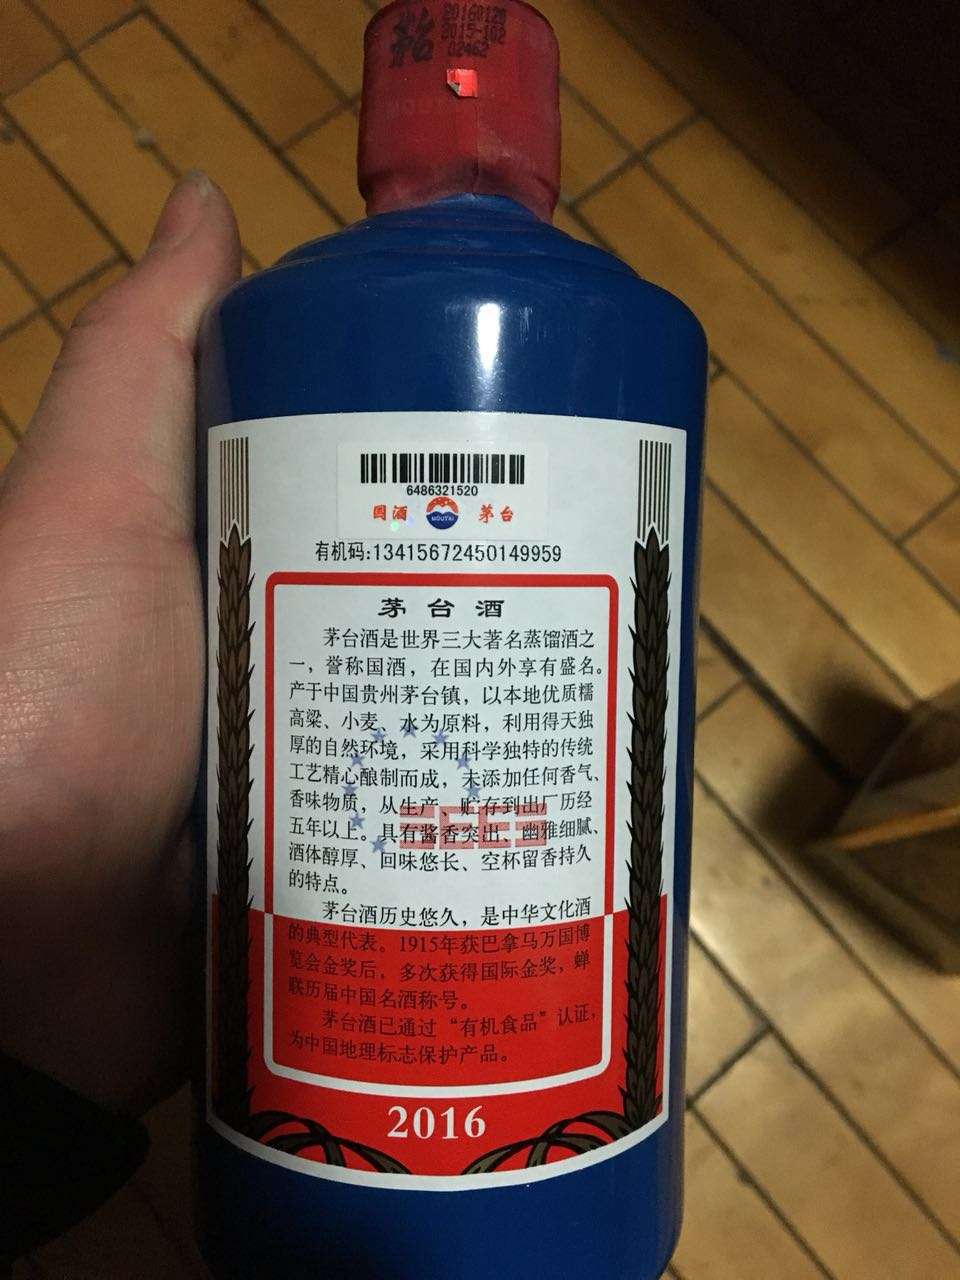 茅台
20160128
2015-102
02462
6486321520
国酒
MOUTAI
茅台
有机码:13415672450149959
茅台酒
茅台酒是世界三大著名蒸馏酒之
一，誉称国酒，在国内外享有盛名。
产于中国贵州茅台镇，以本地优质糯
高粱、小麦、水为原料，利用得天独
厚的自然环境，采用科学独特的传统
工艺精心酿制而成，未添加任何香气、
香味物质，从生产、贮存到出厂历经
五年以上。具有酱香突出、幽雅细腻、
酒体醇厚、回味悠长、空杯留香持久
的特点。
茅台酒历史悠久，是中华文化酒
的典型代表。1915年获巴拿马万国博
览会金奖后，多次获得国际金奖，蝉
联历届中国名酒称号。
茅台酒已通过“有机食品”认证，
为中国地理标志保护产品。
2016